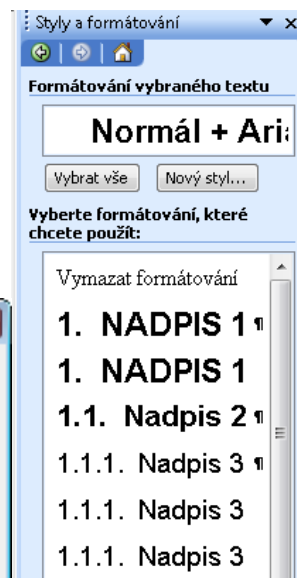 Styly a formátování
Formátování vybraného textu
Normál + Aria
Vybrat vše Nový styl...
Vyberte formátování, které
chcete použít:
Vymazat formátování
1. NADPIS 1 ¶
1. NADPIS 1
1.1. Nadpis 2 ¶
1.1.1. Nadpis 3 ¶
1.1.1. Nadpis 3
1.1.1. Nadpis 3